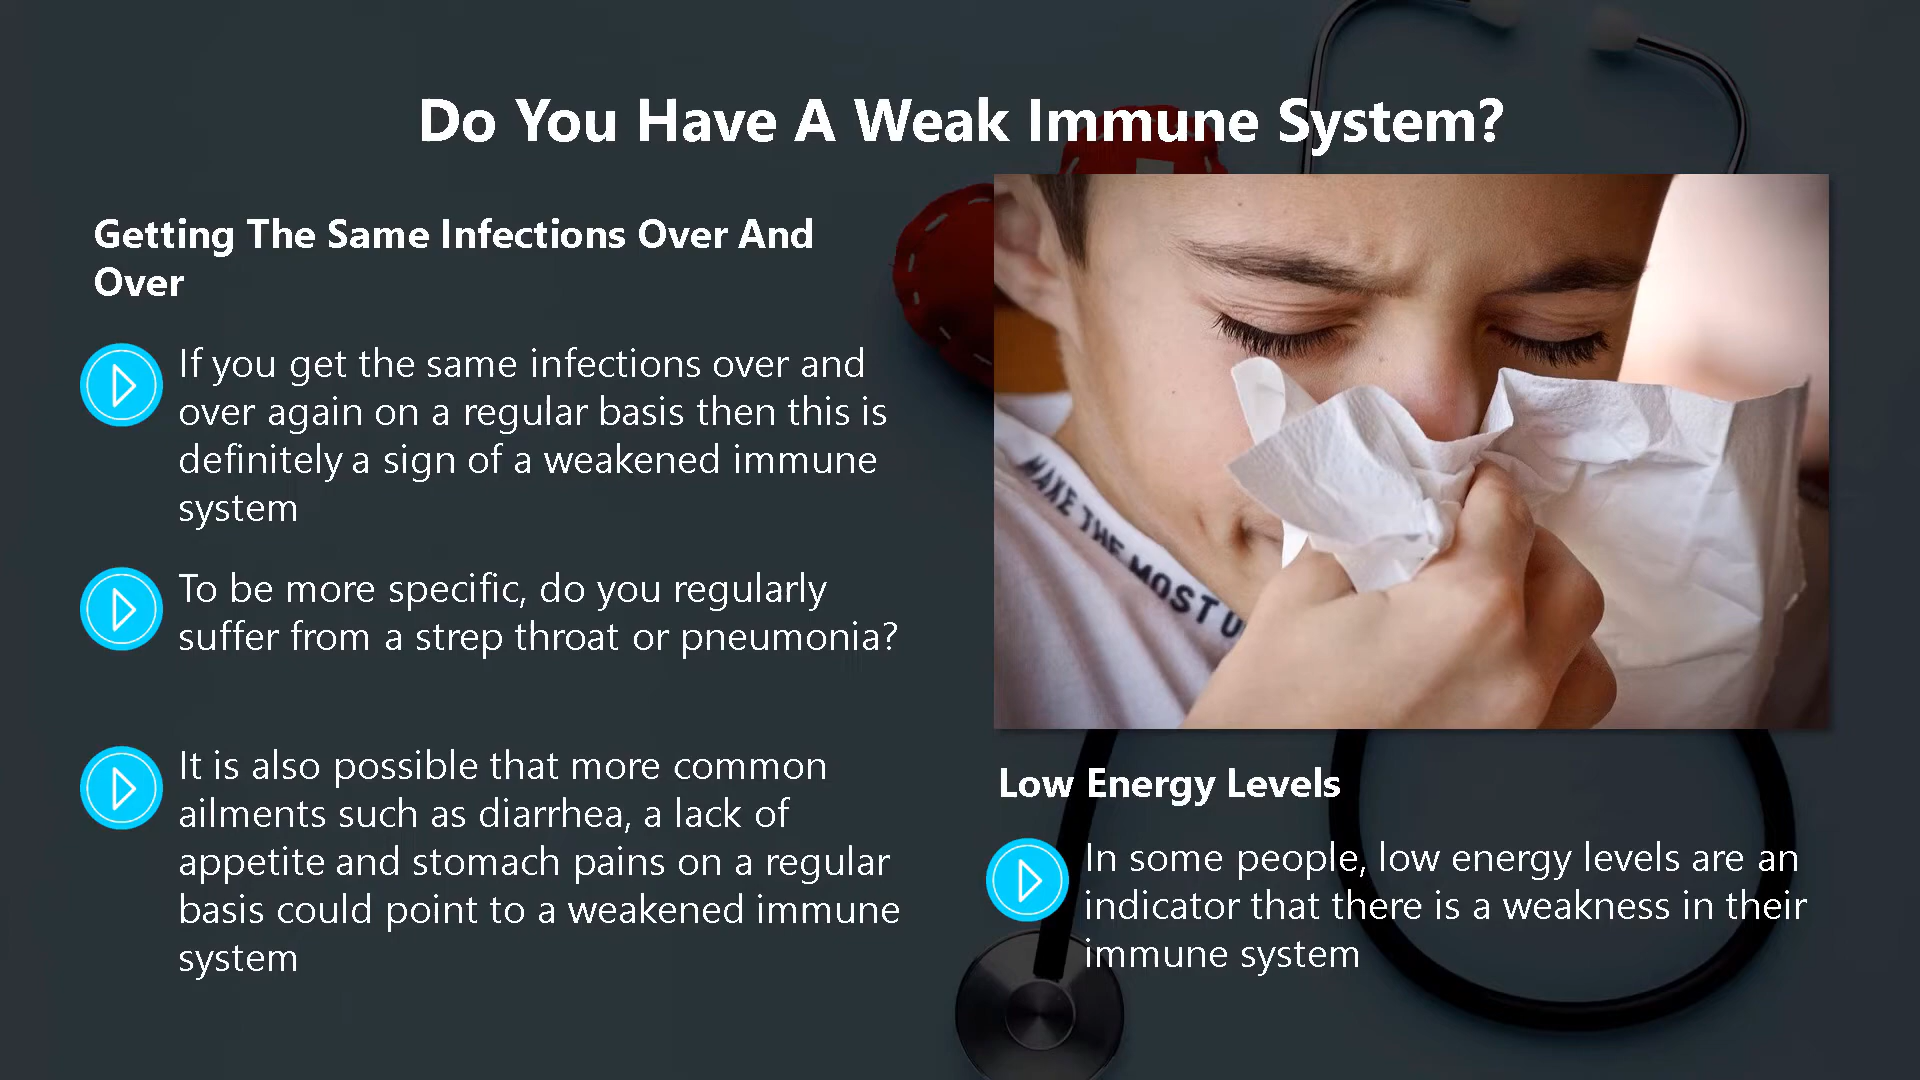 Do You Have A Weak Immune System?
Getting The Same Infections Over And
Over
If you get the same infections over and
over again on a regular basis then this is
definitely a sign of a weakened immune
system
To be more specific, do you regularly
suffer from a strep throat or pneumonia?
It is also possible that more common
ailments such as diarrhea, a lack of
appetite and stomach pains on a regular
basis could point to a weakened immune
system
MAKE THE MOST
Low Energy Levels
In some people, low energy levels are an
indicator that there is a weakness in their
immune system